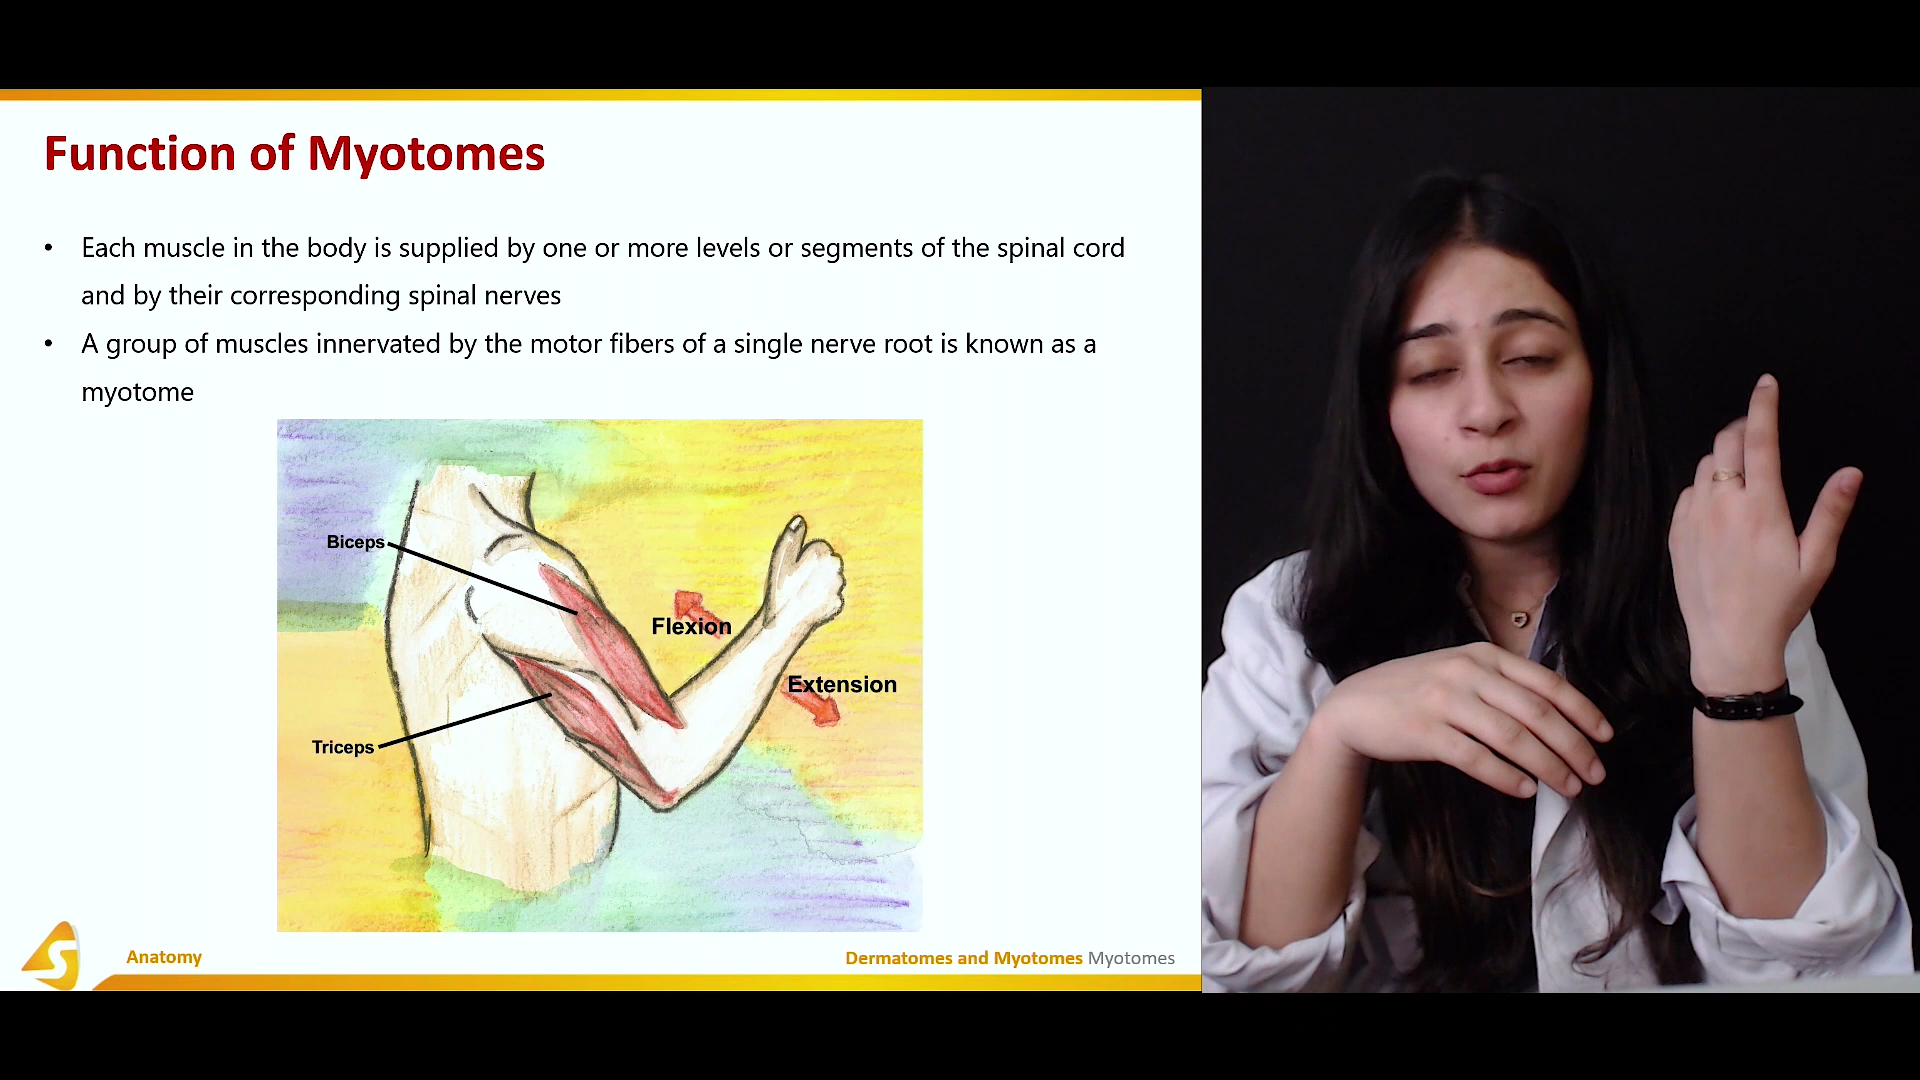 Function of Myotomes
• Each muscle in the body is supplied by one or more levels or segments of the spinal cord
and by their corresponding spinal nerves
• A group of muscles innervated by the motor fibers of a single nerve root is known as a
myotome
Biceps
Flexion
Extension
Triceps
S
Anatomy
Dermatomes and Myotomes Myotomes